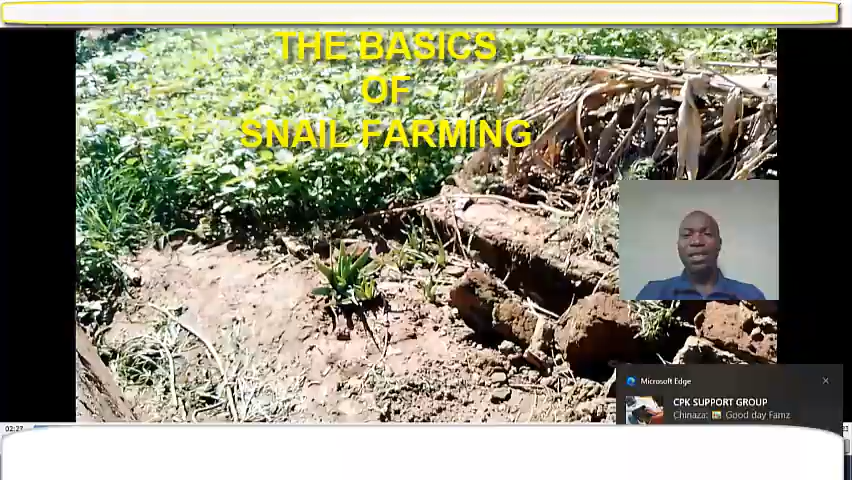 THE BASICS
OF
SNAIL FARMING
Microsoft Edge
CPK SUPPORT GROUP
Chinaza: Good day Famz
02:27